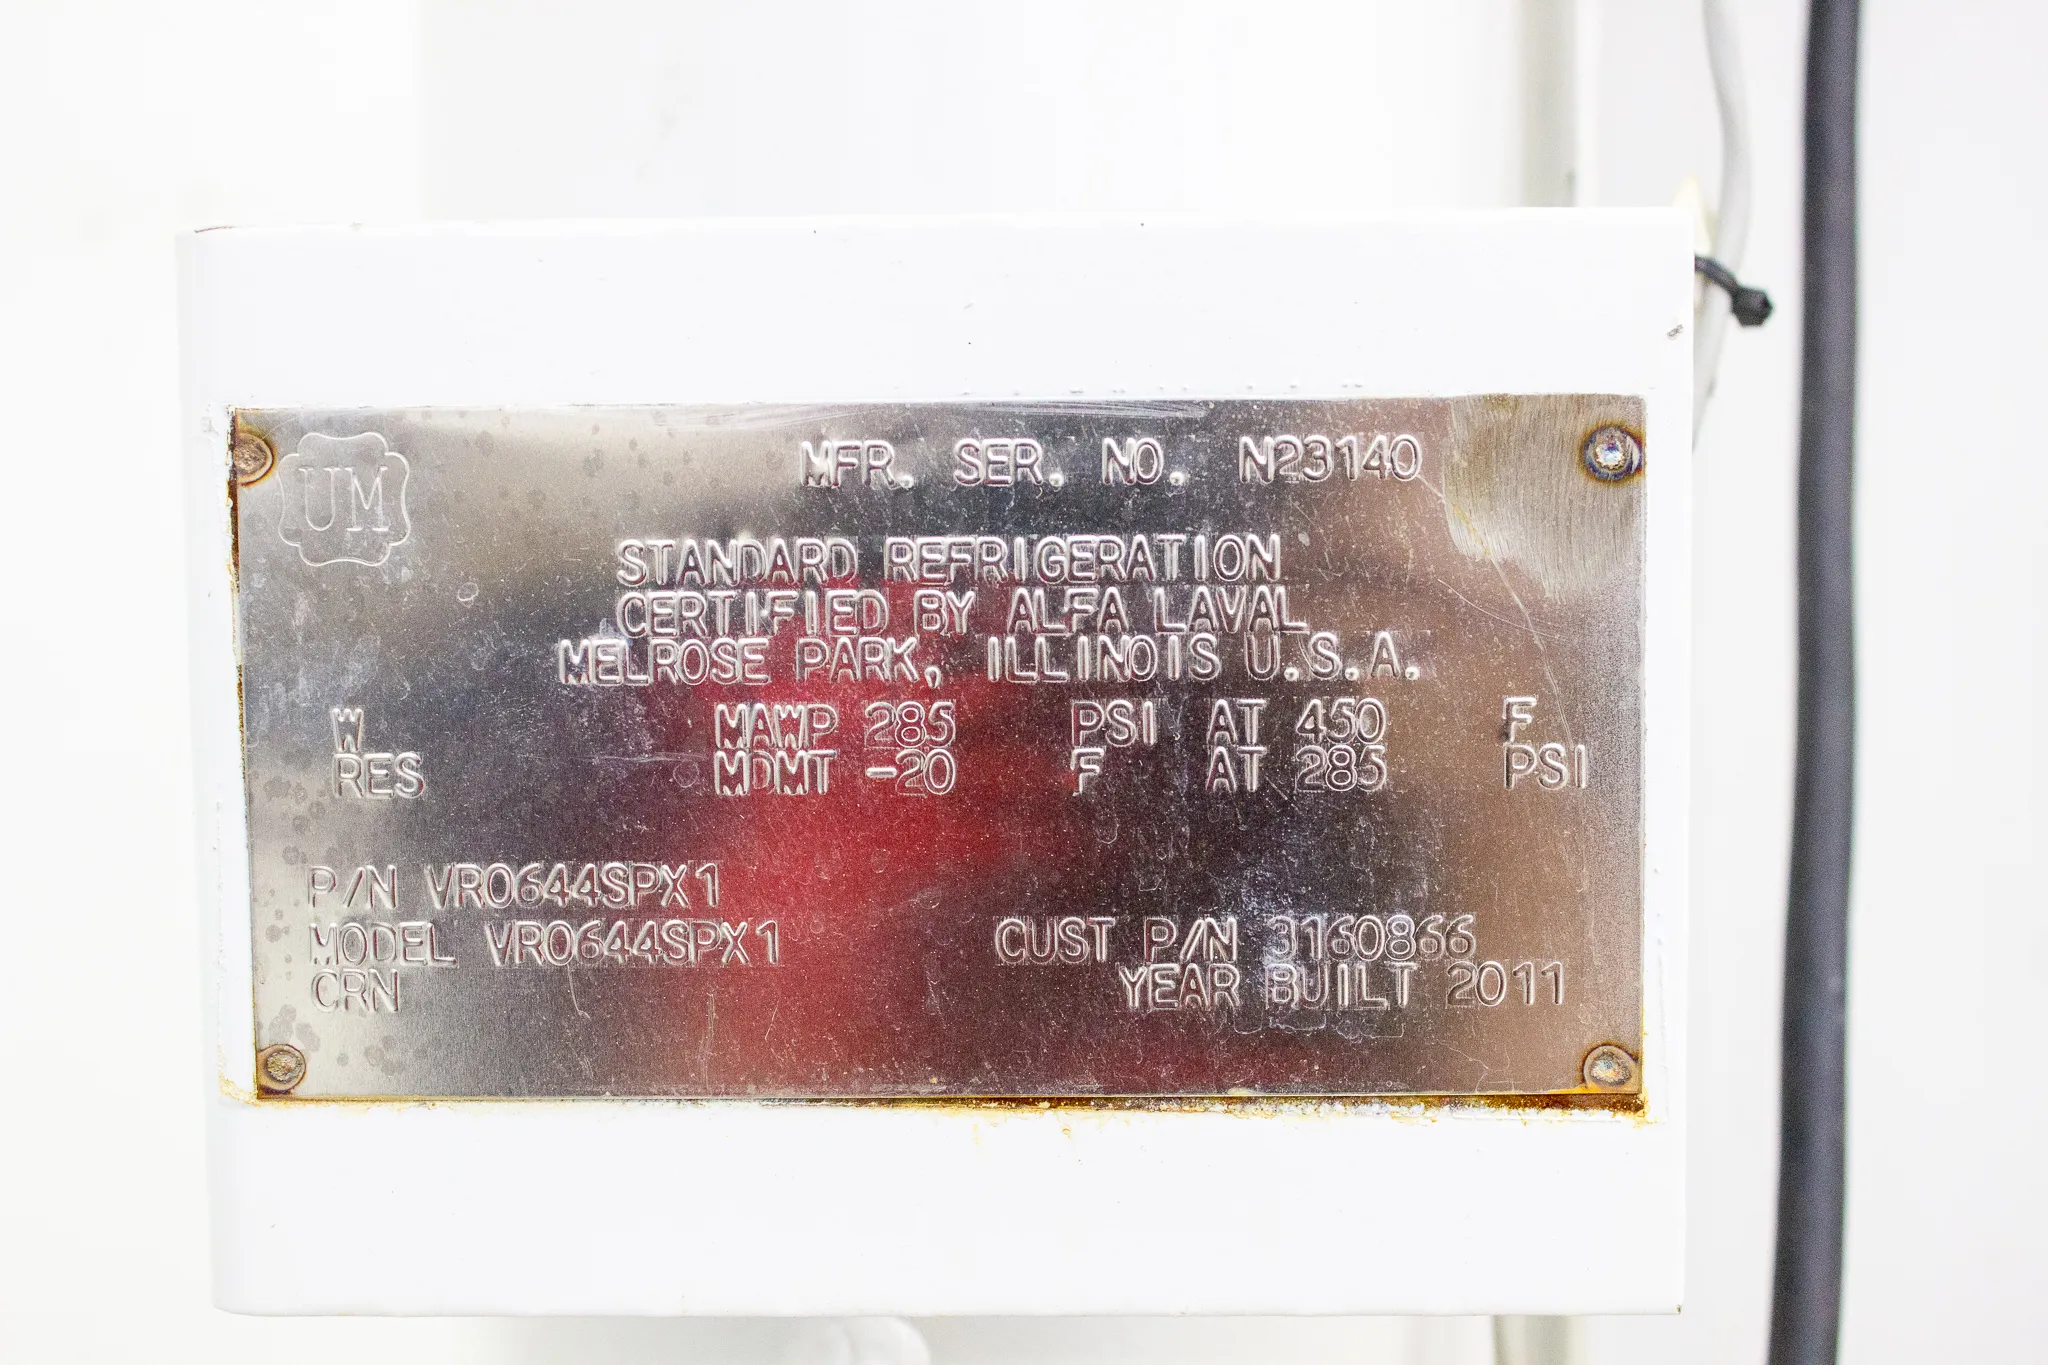 UM
MFR. SER. NO. N23140
STANDARD REFRIGERATION
CERTIFIED BY ALFA LAVAL
MELROSE PARK, ILLINOIS U.S.A.
W MAWP 285 PSI AT 450 F
RES MDMT -20 F AT 285 PSI
P/N VR0644SPX1
MODEL VR0644SPX1 CUST P/N 3160866
CRN YEAR BUILT 2011